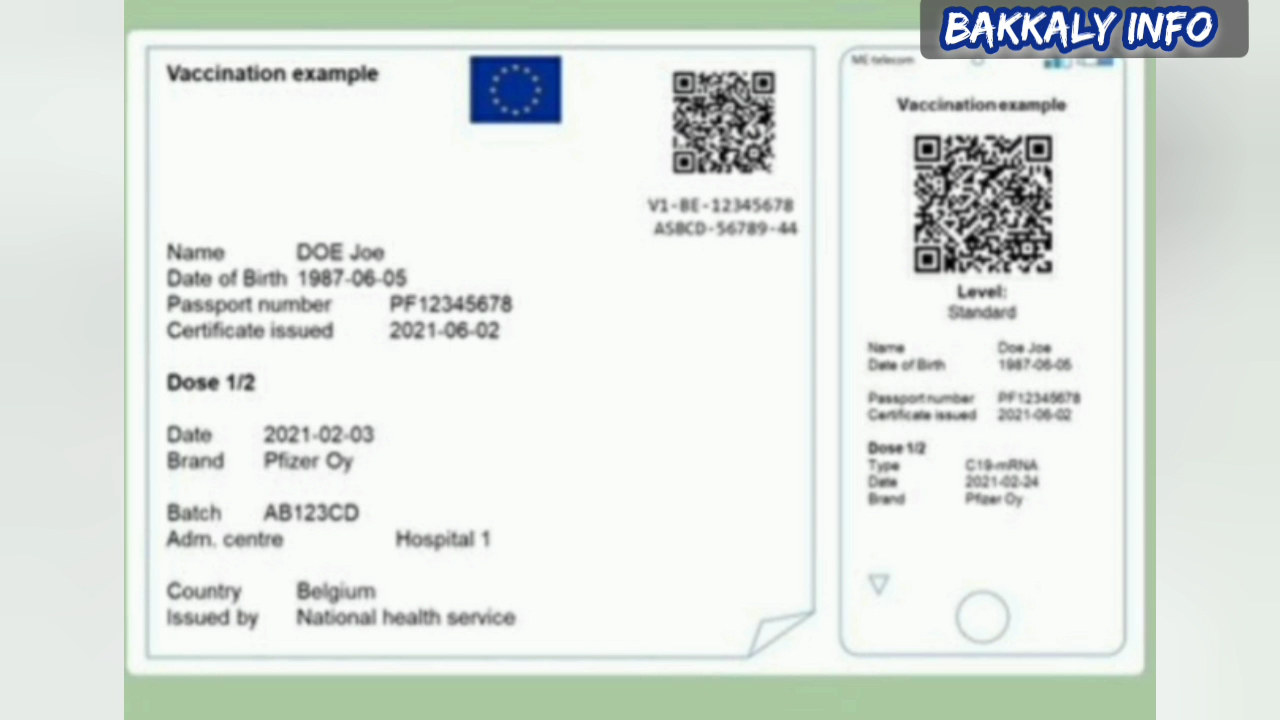 BAKKALY INFO
Vaccination example
V1-BE-12345678
ASBCD-56789-44
Name DOE Joe
Date of Birth 1987-06-05
Passport number PF12345678
Certificate issued 2021-06-02
Dose 1/2
Date 2021-02-03
Brand Pfizer Oy
Batch AB123CD
Adm. centre Hospital 1
Country Belgium
Issued by National health service
ME telecom
Vaccination example
Level:
Standard
Name Doe Joe
Date of Birth 1987-06-05
Passport number PF12345678
Certificate issued 2021-06-02
Dose 1/2
Type C19-mRNA
Date 2021-02-24
Brand Pfizer Oy